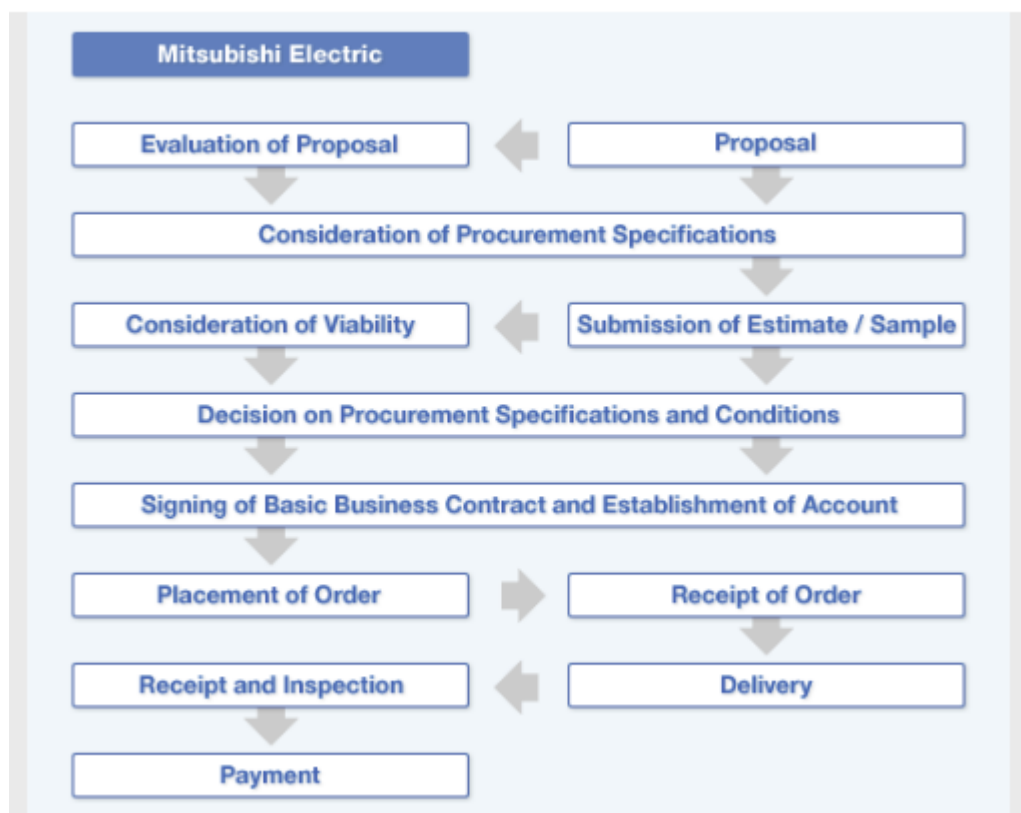 Mitsubishi Electric
Evaluation of Proposal
Proposal
Consideration of Procurement Specifications
Consideration of Viability
Submission of Estimate / Sample
Decision on Procurement Specifications and Conditions
Signing of Basic Business Contract and Establishment of Account
Placement of Order
Receipt of Order
Receipt and Inspection
Delivery
Payment